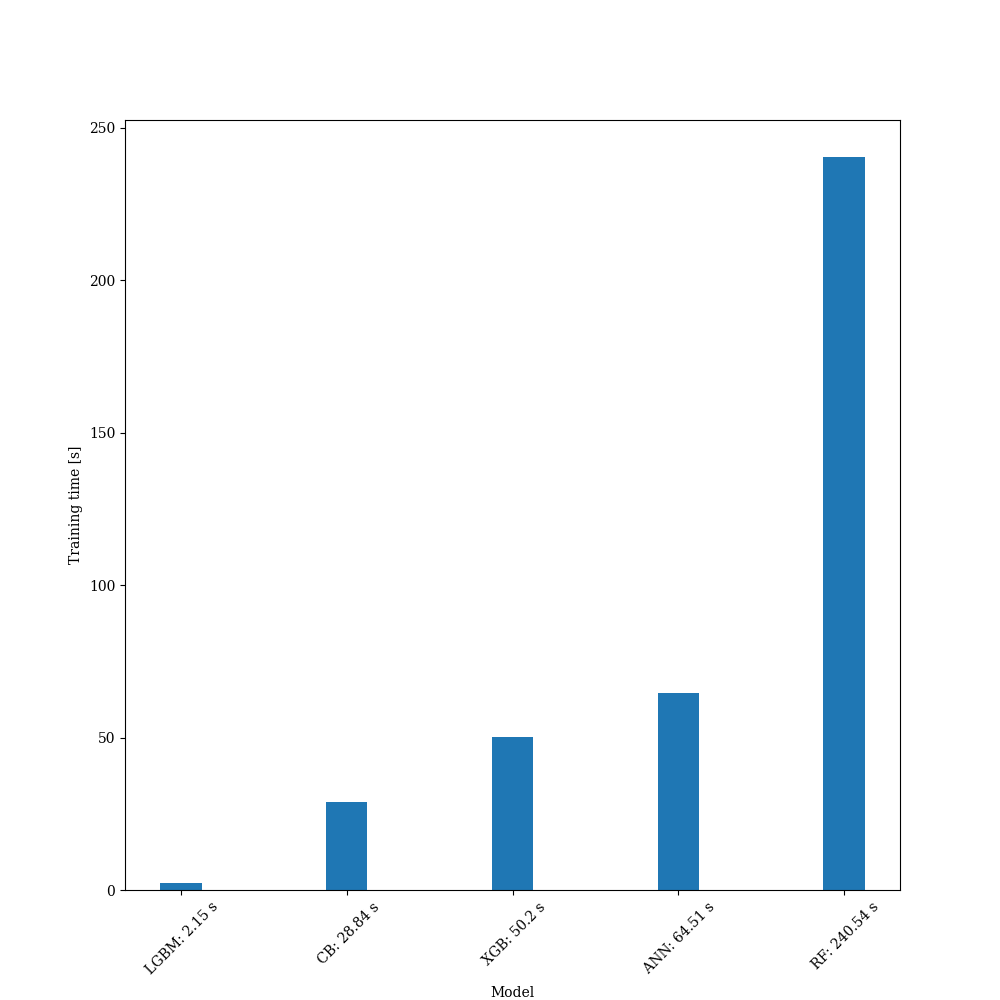 250
200
150
100
50
0
Training time [s]
LGBM: 2.15 s
CB: 28.84 s
XGB: 50.2 s
ANN: 64.51 s
RF: 240.54 s
Model